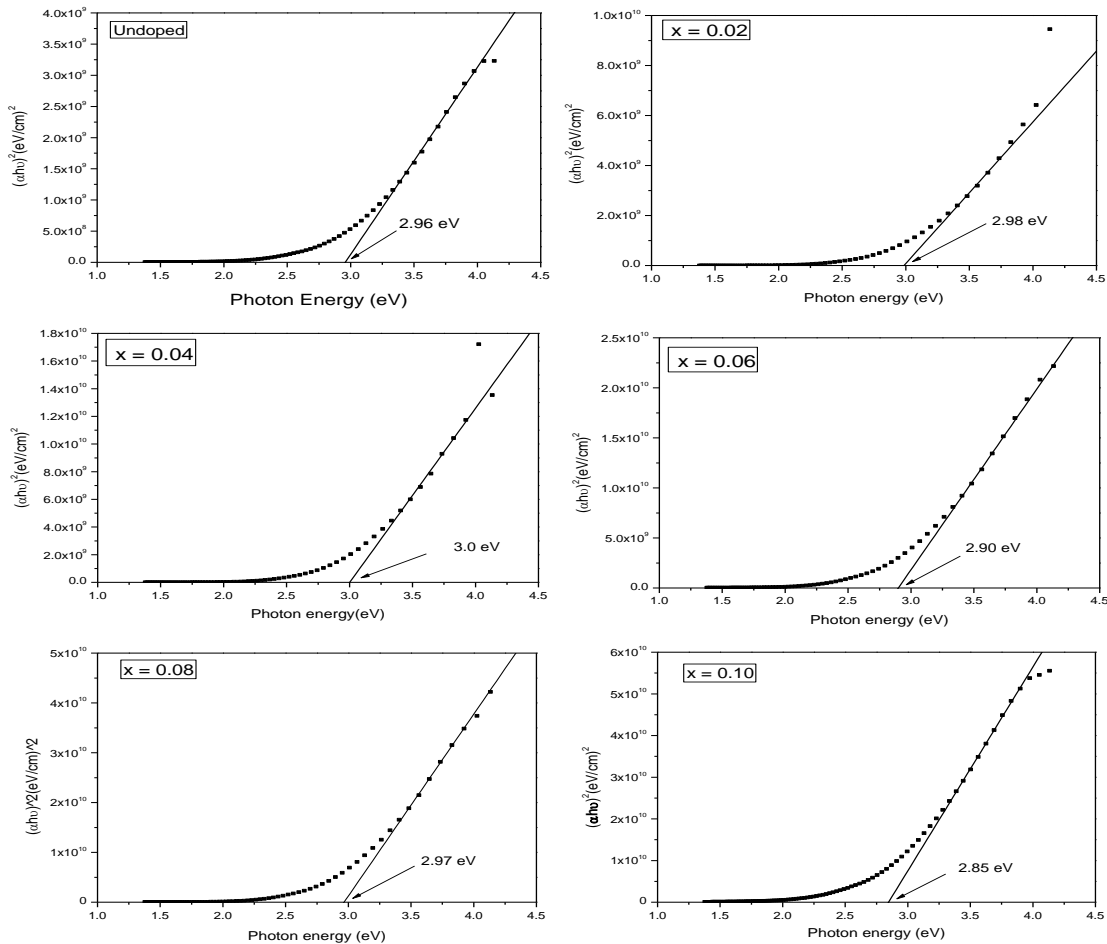 Undoped
(αhυ)²(eV/cm)²
4.0x10⁹
3.5x10⁹
3.0x10⁹
2.5x10⁹
2.0x10⁹
1.5x10⁹
1.0x10⁹
5.0x10⁸
0.0
2.96 eV
1.0 1.5 2.0 2.5 3.0 3.5 4.0 4.5
Photon Energy (eV)
x = 0.02
(αhυ)²(eV/cm)²
1.0x10¹⁰
8.0x10⁹
6.0x10⁹
4.0x10⁹
2.0x10⁹
0.0
2.98 eV
1.0 1.5 2.0 2.5 3.0 3.5 4.0 4.5
Photon energy (eV)
x = 0.04
(αhυ)²(eV/cm)²
1.8x10¹⁰
1.6x10¹⁰
1.4x10¹⁰
1.2x10¹⁰
1.0x10¹⁰
8.0x10⁹
6.0x10⁹
4.0x10⁹
2.0x10⁹
0.0
3.0 eV
1.0 1.5 2.0 2.5 3.0 3.5 4.0 4.5
Photon energy(eV)
x = 0.06
(αhυ)²(eV/cm)²
2.5x10¹⁰
2.0x10¹⁰
1.5x10¹⁰
1.0x10¹⁰
5.0x10⁹
0.0
2.90 eV
1.0 1.5 2.0 2.5 3.0 3.5 4.0 4.5
Photon energy (eV)
x = 0.08
(αhυ)^2(eV/cm)^2
5x10¹⁰
4x10¹⁰
3x10¹⁰
2x10¹⁰
1x10¹⁰
0
2.97 eV
1.0 1.5 2.0 2.5 3.0 3.5 4.0 4.5
Photon energy (eV)
x = 0.10
(αhυ)²(eV/cm)²
6x10¹⁰
5x10¹⁰
4x10¹⁰
3x10¹⁰
2x10¹⁰
1x10¹⁰
0
2.85 eV
1.0 1.5 2.0 2.5 3.0 3.5 4.0 4.5
Photon energy (eV)